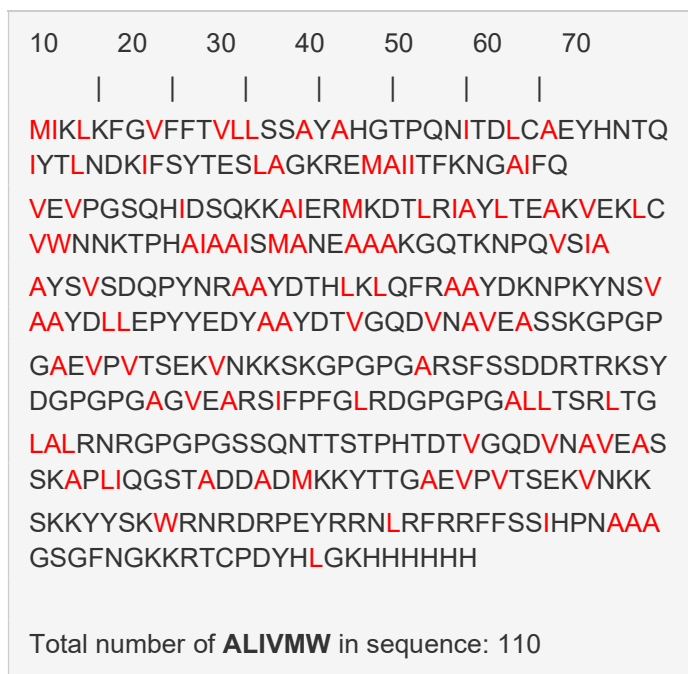 10 20 30 40 50 60 70
| | | | | | |
MIKLKFGVFFTVLLSSAYAHGTPQNITDLCAEYHNTQ
IYTLNDKIFSYTESLAGKREMAIITFKNGAIFQ
VEVPGSQHIDSQKKAIERMKDTLRIAYLTEAKVEKLC
VWNNKTPHAIAAISMANEAAAKGQTKNPQVSIA
AYSVSDQPYNRAAYDTHLKLQFRAAYDKNPKYNSV
AAYDLLEPYYEDYAAYDTVGQDVNAVEASSKGPGP
GAEVPVTSEKVNKKSKGPGPGARSFSSDDRTRKSY
DGPGPGAGVEARSIFPFGLRDGPGPGALLTSRLTG
LALRNRGPGPGSSQNTTSTPHTDTVGQDVNAVEAS
SKAPLIQGSTADDADMKKYTTGAEVPVTSEKVNKK
SKKYYSKWRNRDRPEYRRNLRFRRFFSSIHPNAAA
GSGFNGKKRTCPDYHLGKHHHHHH
Total number of ALIVMW in sequence: 110